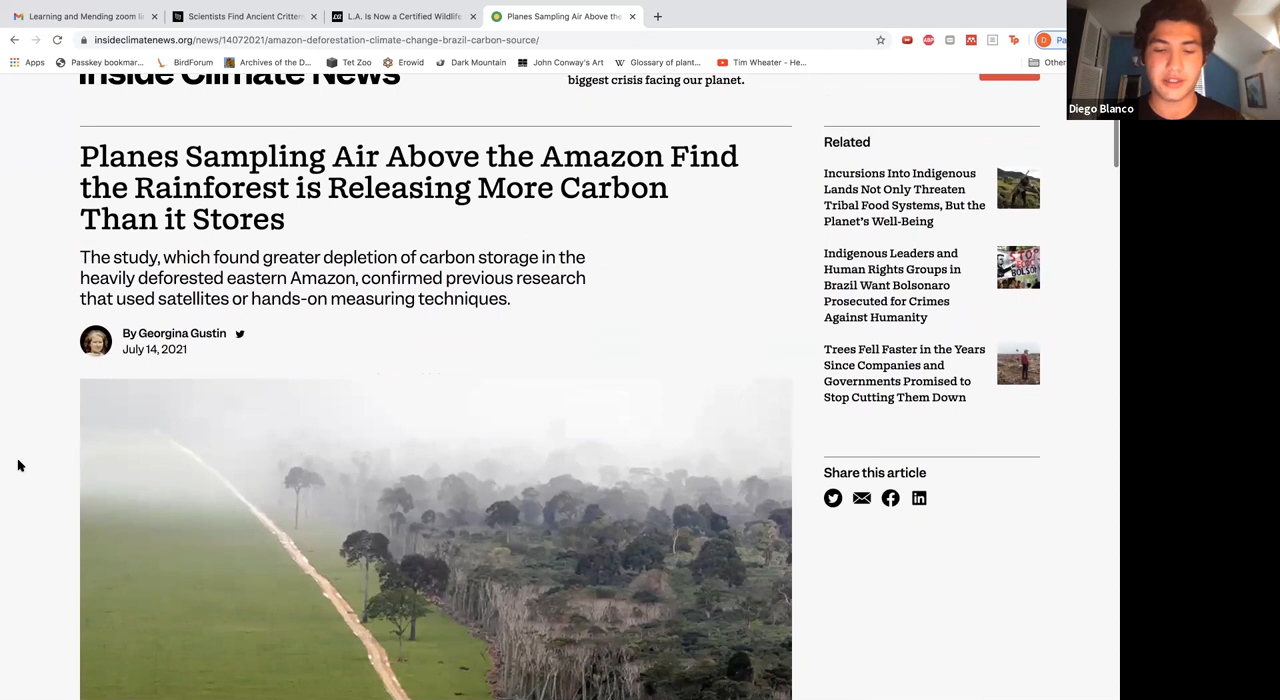 Learning and Mending zoom li
Scientists Find Ancient Critters
L.A. Is Now a Certified Wildlife
Planes Sampling Air Above the
insideclimatenews.org/news/14072021/amazon-deforestation-climate-change-brazil-carbon-source/
ABP
Tp
D
Pa
Apps
Passkey bookmar...
BirdForum
Archives of the D...
Tet Zoo
Erowid
Dark Mountain
John Conway's Art
Glossary of plant...
Tim Wheater - He...
Other
Inside Climate News
biggest crisis facing our planet.
Diego Blanco
Planes Sampling Air Above the Amazon Find
the Rainforest is Releasing More Carbon
Than it Stores
The study, which found greater depletion of carbon storage in the
heavily deforested eastern Amazon, confirmed previous research
that used satellites or hands-on measuring techniques.
By Georgina Gustin
July 14, 2021
Related
Incursions Into Indigenous
Lands Not Only Threaten
Tribal Food Systems, But the
Planet's Well-Being
Indigenous Leaders and
Human Rights Groups in
Brazil Want Bolsonaro
Prosecuted for Crimes
Against Humanity
STOP
Trees Fell Faster in the Years
Since Companies and
Governments Promised to
Stop Cutting Them Down
Share this article